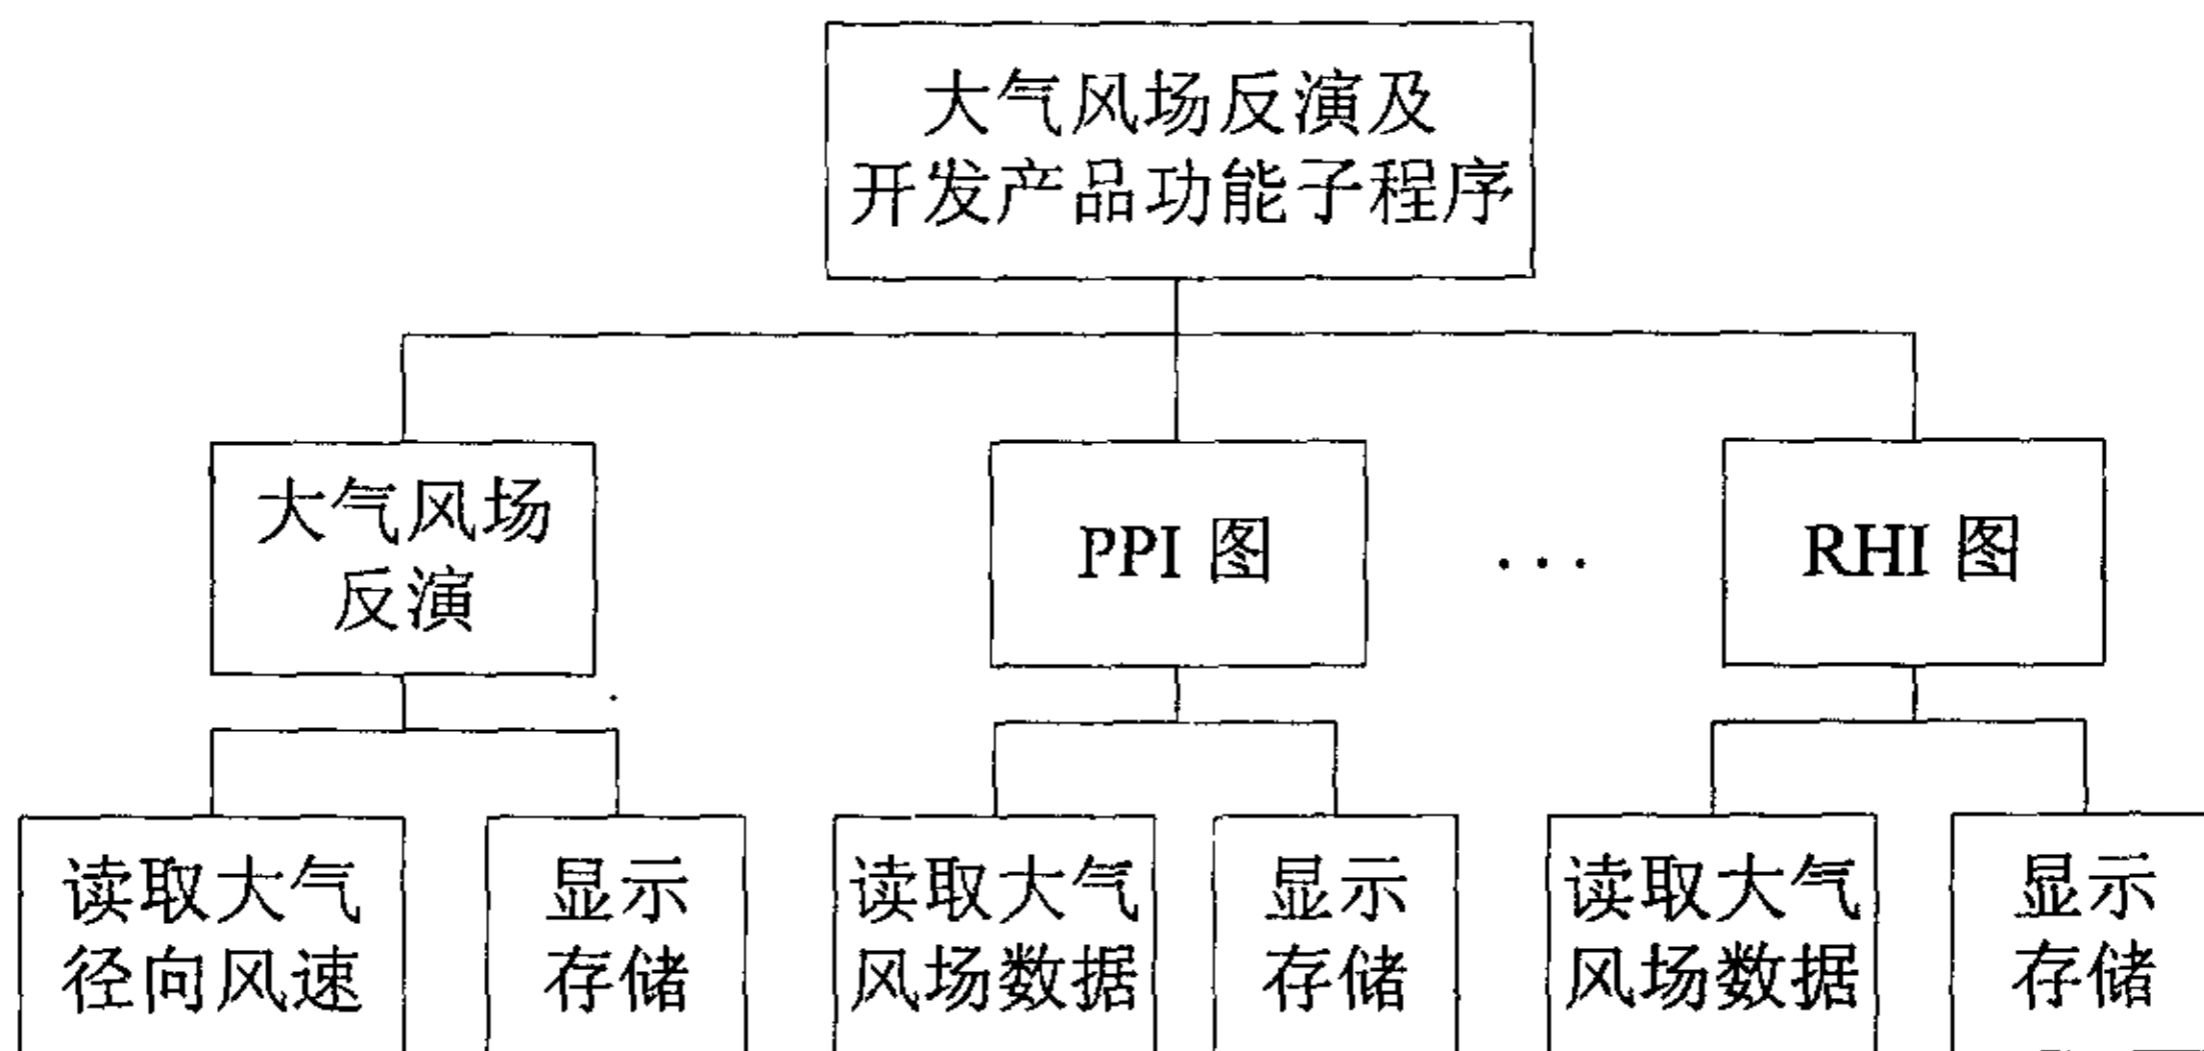 大气风场反演及
开发产品功能子程序
大气风场
反演
PPI 图
...
RHI 图
读取大气
径向风速
显示
存储
读取大气
风场数据
显示
存储
读取大气
风场数据
显示
存储